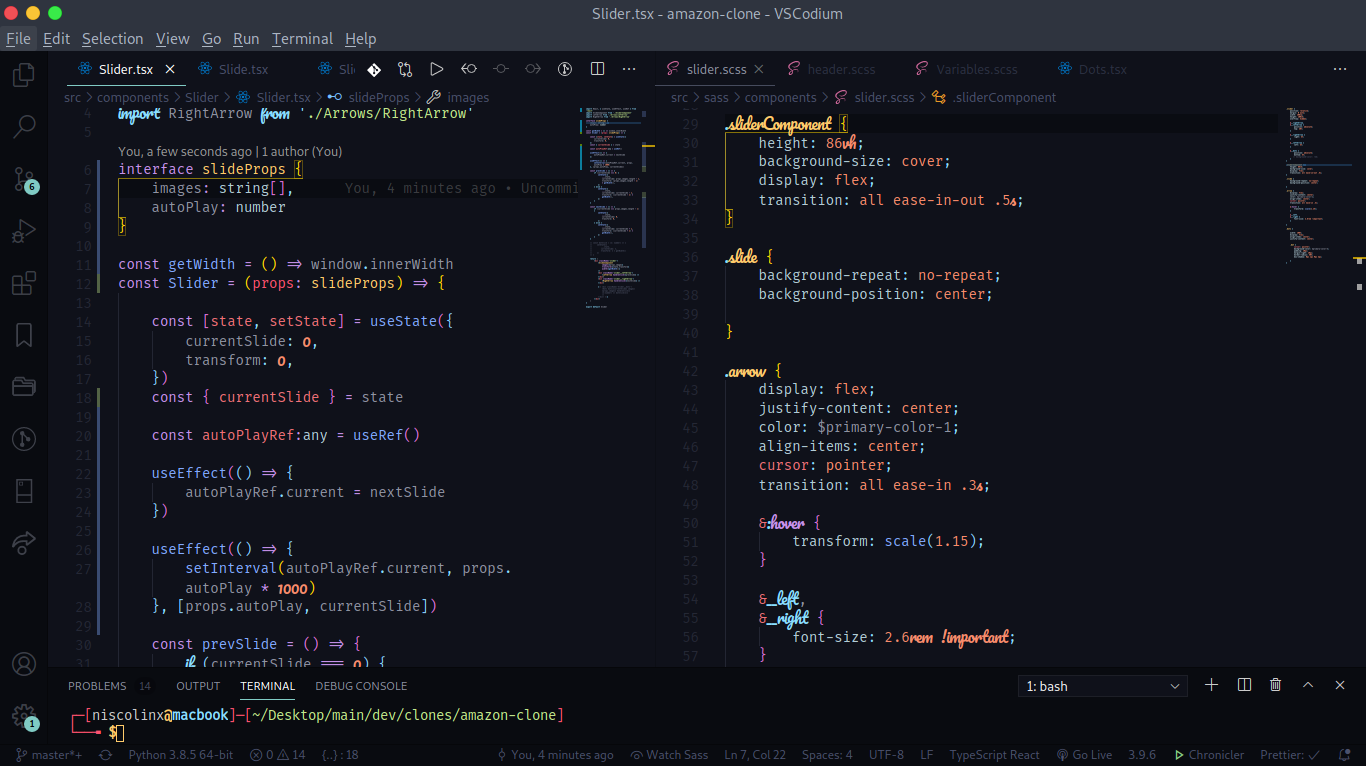 Slider.tsx - amazon-clone - VSCodium
File Edit Selection View Go Run Terminal Help
Slider.tsx Slide.tsx Sli
src > components > Slider > Slider.tsx > slideProps > images
4 import RightArrow from './Arrows/RightArrow'
5
You, a few seconds ago | 1 author (You)
6 interface slideProps {
7 images: string[], You, 4 minutes ago • Uncommi
8 autoPlay: number
9 }
10
11 const getWidth = () => window.innerWidth
12 const Slider = (props: slideProps) => {
13
14 const [state, setState] = useState({
15 currentSlide: 0,
16 transform: 0,
17 })
18 const { currentSlide } = state
19
20 const autoPlayRef:any = useRef()
21
22 useEffect(() => {
23 autoPlayRef.current = nextSlide
24 })
25
26 useEffect(() => {
27 setInterval(autoPlayRef.current, props.
autoPlay * 1000)
28 }, [props.autoPlay, currentSlide])
29
30 const prevSlide = () => {
31 if (currentSlide === 0) {
slider.scss header.scss Variables.scss Dots.tsx
src > sass > components > slider.scss > .sliderComponent
29 .sliderComponent {
30 height: 86vh;
31 background-size: cover;
32 display: flex;
33 transition: all ease-in-out .5s;
34 }
35
36 .slide {
37 background-repeat: no-repeat;
38 background-position: center;
39
40 }
41
42 .arrow {
43 display: flex;
44 justify-content: center;
45 color: $primary-color-1;
46 align-items: center;
47 cursor: pointer;
48 transition: all ease-in .3s;
49
50 &:hover {
51 transform: scale(1.15);
52 }
53
54 &_left,
55 &_right {
56 font-size: 2.6rem !important;
57 }
6
1
PROBLEMS 14 OUTPUT TERMINAL DEBUG CONSOLE 1: bash
[niscolinx@macbook]─[~/Desktop/main/dev/clones/amazon-clone]
$
master*+ Python 3.8.5 64-bit 0 14 {..} : 18 You, 4 minutes ago Watch Sass Ln 7, Col 22 Spaces: 4 UTF-8 LF TypeScript React Go Live 3.9.6 Chronicler Prettier: ✓